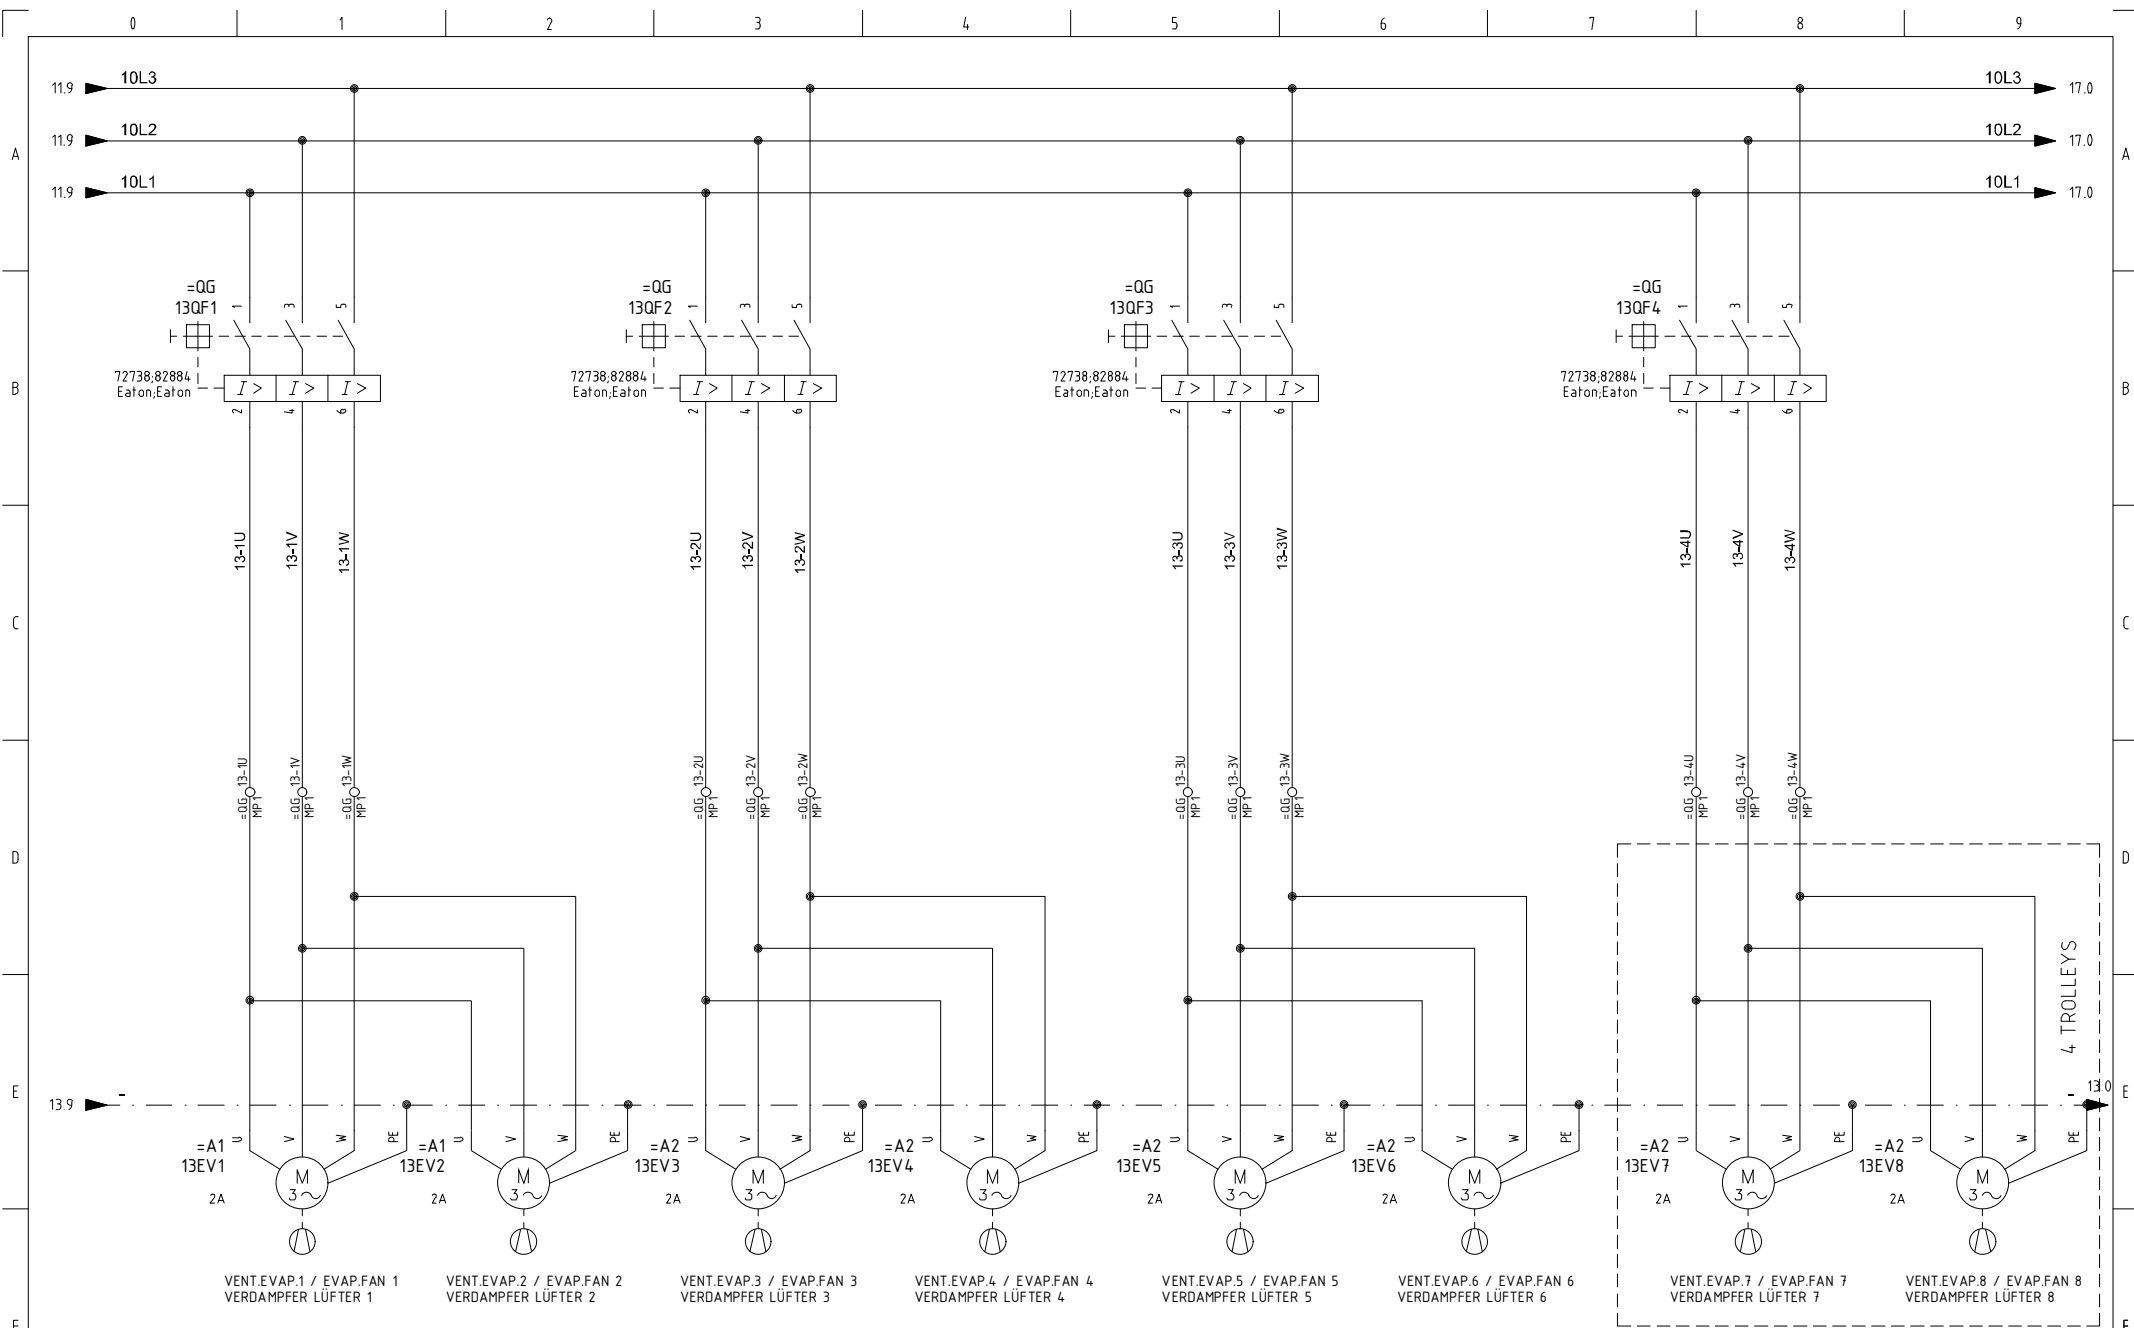 0 1 2 3 4 5 6 7 8 9
11.9 10L3 10L3 17.0
11.9 10L2 10L2 17.0
A A
11.9 10L1 10L1 17.0
=QG =QG =QG =QG
13QF1 1 3 5 13QF2 1 3 5 13QF3 1 3 5 13QF4 1 3 5
72738;82884 I > I > I > 72738;82884 I > I > I > 72738;82884 I > I > I > 72738;82884 I > I > I >
B Eaton;Eaton Eaton;Eaton Eaton;Eaton Eaton;Eaton B
2 4 6 2 4 6 2 4 6 2 4 6
13-1U 13-1V 13-1W 13-2U 13-2V 13-2W 13-3U 13-3V 13-3W 13-4U 13-4V 13-4W
C C
13-1U 13-1V 13-1W 13-2U 13-2V 13-2W 13-3U 13-3V 13-3W 13-4U 13-4V 13-4W
=QG =QG =QG =QG =QG =QG =QG =QG =QG =QG =QG =QG
MP1 MP1 MP1 MP1 MP1 MP1 MP1 MP1 MP1 MP1 MP1 MP1
D D
4 TROLLEYS
E 13.9 - - 13.0 E
U V W PE U V W PE U V W PE U V W PE U V W PE U V W PE U V W PE U V W PE
=A1 =A1 =A2 =A2 =A2 =A2 =A2 =A2
13EV1 13EV2 13EV3 13EV4 13EV5 13EV6 13EV7 13EV8
M M M M M M M M
2A 3~ 2A 3~ 2A 3~ 2A 3~ 2A 3~ 2A 3~ 2A 3~ 2A 3~
VENT.EVAP.1 / EVAP.FAN 1
VERDAMPFER LÜFTER 1
VENT.EVAP.2 / EVAP.FAN 2
VERDAMPFER LÜFTER 2
VENT.EVAP.3 / EVAP.FAN 3
VERDAMPFER LÜFTER 3
VENT.EVAP.4 / EVAP.FAN 4
VERDAMPFER LÜFTER 4
VENT.EVAP.5 / EVAP.FAN 5
VERDAMPFER LÜFTER 5
VENT.EVAP.6 / EVAP.FAN 6
VERDAMPFER LÜFTER 6
VENT.EVAP.7 / EVAP.FAN 7
VERDAMPFER LÜFTER 7
VENT.EVAP.8 / EVAP.FAN 8
VERDAMPFER LÜFTER 8